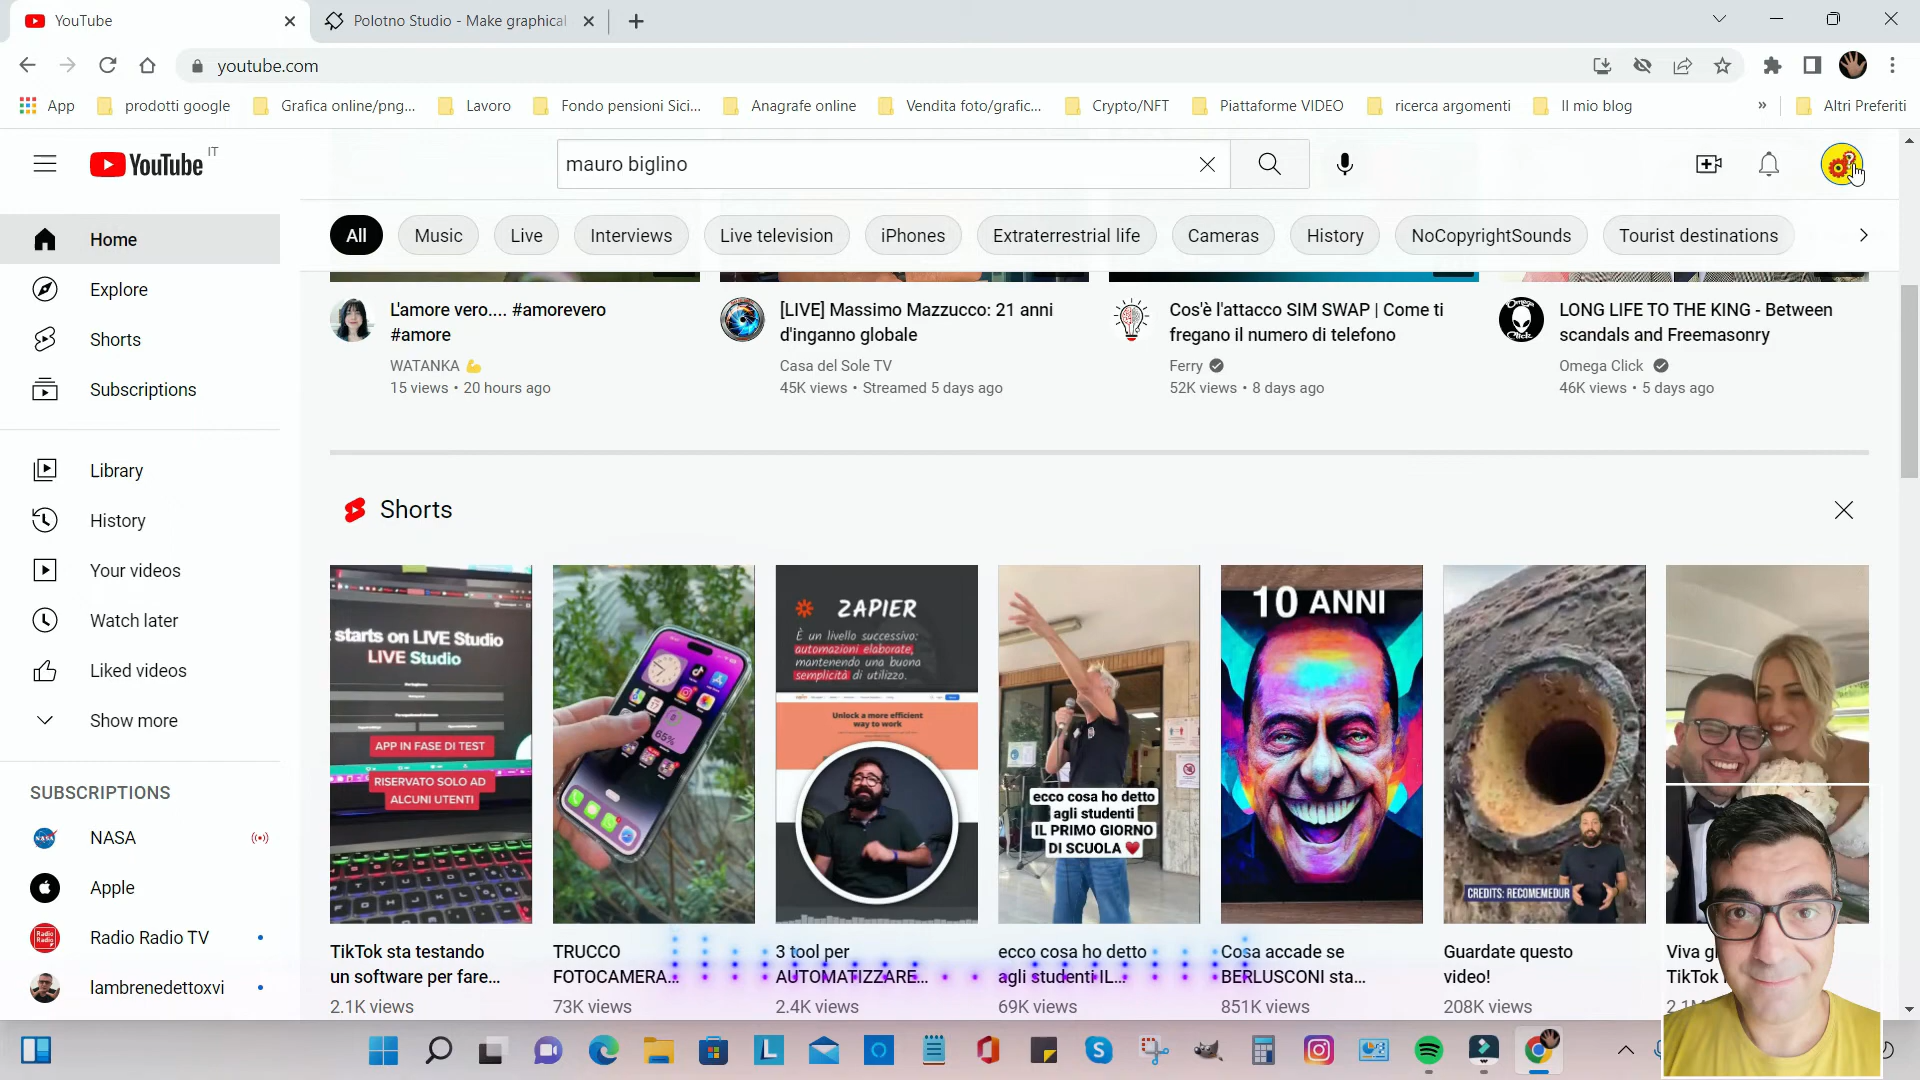 YouTube
Polotno Studio - Make graphical
youtube.com
App
prodotti google
Grafica online/png...
Lavoro
Fondo pensioni Sici...
Anagrafe online
Vendita foto/grafic...
Crypto/NFT
Piattaforme VIDEO
ricerca argomenti
Il mio blog
»
Altri Preferiti
YouTube IT
mauro biglino
Home
Explore
Shorts
Subscriptions
Library
History
Your videos
Watch later
Liked videos
Show more
SUBSCRIPTIONS
NASA
Apple
Radio Radio TV
lambrenedettoxvi
All
Music
Live
Interviews
Live television
iPhones
Extraterrestrial life
Cameras
History
NoCopyrightSounds
Tourist destinations
L'amore vero.... #amorevero
#amore
WATANKA 💪
15 views • 20 hours ago
[LIVE] Massimo Mazzucco: 21 anni
d'inganno globale
Casa del Sole TV
45K views • Streamed 5 days ago
Cos'è l'attacco SIM SWAP | Come ti
fregano il numero di telefono
Ferry
52K views • 8 days ago
LONG LIFE TO THE KING - Between
scandals and Freemasonry
Omega Click
46K views • 5 days ago
Shorts
starts on LIVE Studio
LIVE Studio
APP IN FASE DI TEST
RISERVATO SOLO AD
ALCUNI UTENTI
TikTok sta testando
un software per fare...
2.1K views
65%
TRUCCO
FOTOCAMERA...
73K views
ZAPIER
È un livello successivo:
automazioni elaborate,
mantenendo una buona
semplicità di utilizzo.
Unlock a more efficient
way to work
3 tool per
AUTOMATIZZARE...
2.4K views
ecco cosa ho detto
agli studenti
IL PRIMO GIORNO
DI SCUOLA ❤
ecco cosa ho detto
agli studenti IL...
69K views
10 ANNI
Cosa accade se
BERLUSCONI sta...
851K views
CREDITS: RECOMEMEDUR
Guardate questo
video!
208K views
Viva
TikTok